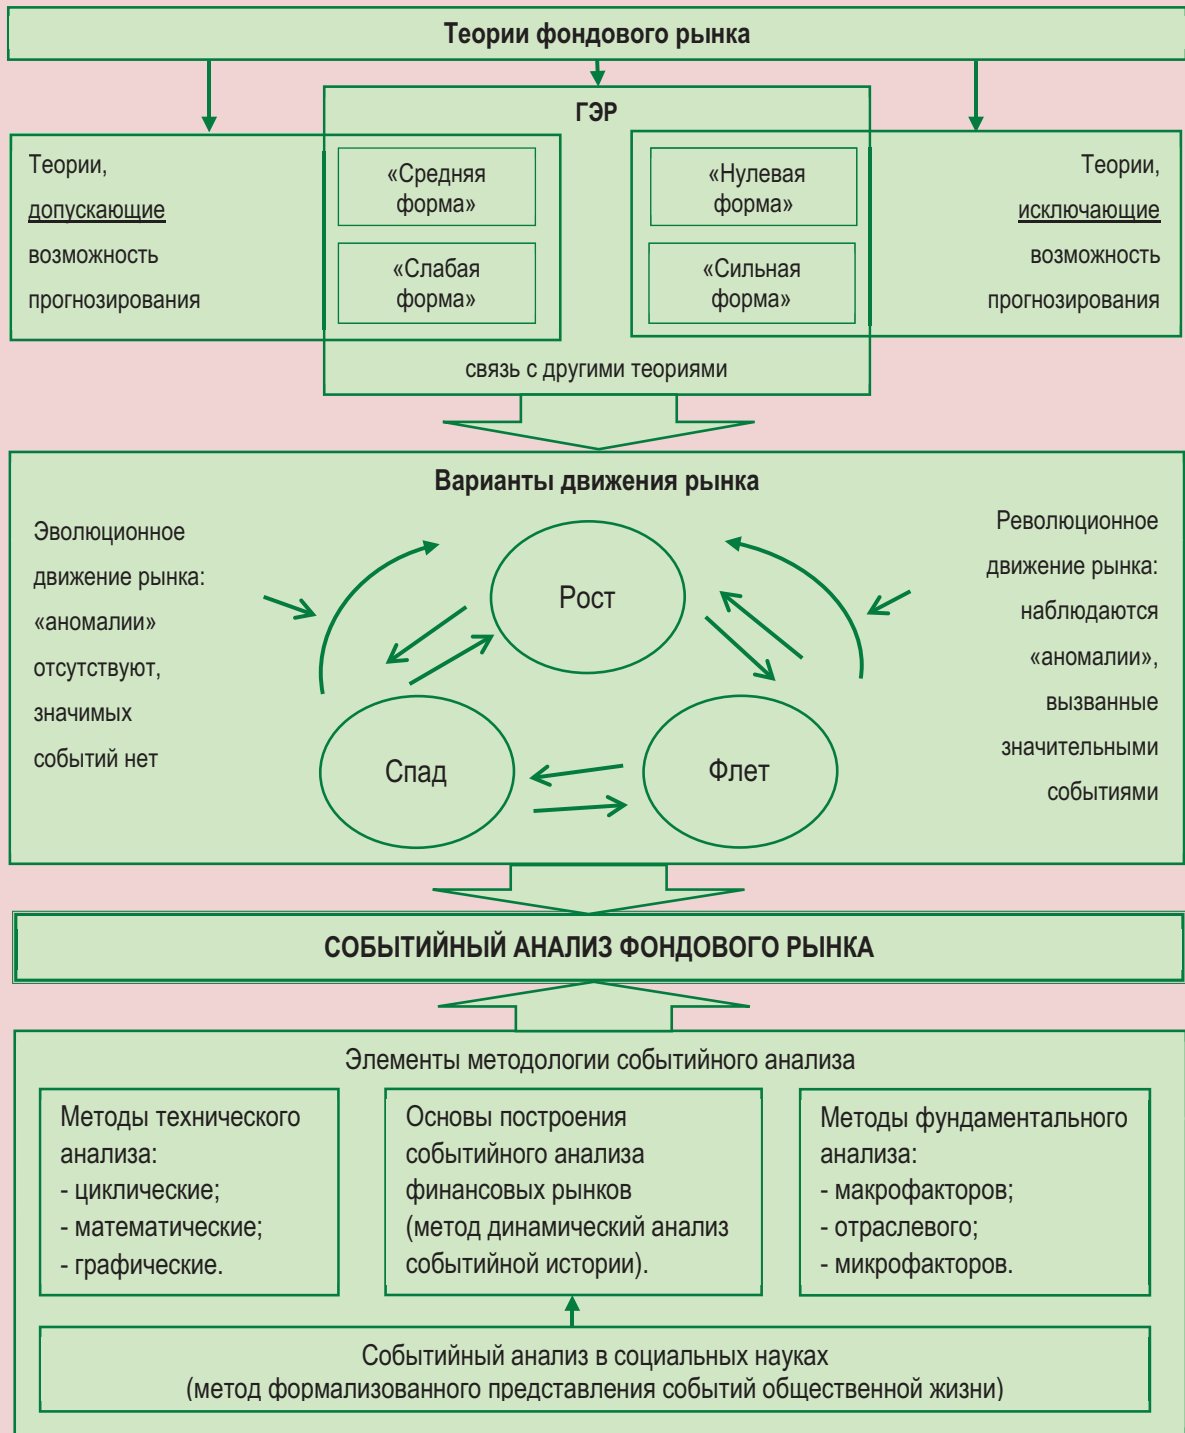 Теории фондового рынка
ГЭР
Теории,
допускающие
возможность
прогнозирования
«Средняя
форма»
«Слабая
форма»
«Нулевая
форма»
«Сильная
форма»
Теории,
исключающие
возможность
прогнозирования
связь с другими теориями
Варианты движения рынка
Эволюционное
движение рынка:
«аномалии»
отсутствуют,
значимых
событий нет
Рост
Спад
Флет
Революционное
движение рынка:
наблюдаются
«аномалии»,
вызванные
значительными
событиями
СОБЫТИЙНЫЙ АНАЛИЗ ФОНДОВОГО РЫНКА
Элементы методологии событийного анализа
Методы технического
анализа:
- циклические;
- математические;
- графические.
Основы построения
событийного анализа
финансовых рынков
(метод динамический анализ
событийной истории).
Методы фундаментального
анализа:
- макрофакторов;
- отраслевого;
- микрофакторов.
Событийный анализ в социальных науках
(метод формализованного представления событий общественной жизни)